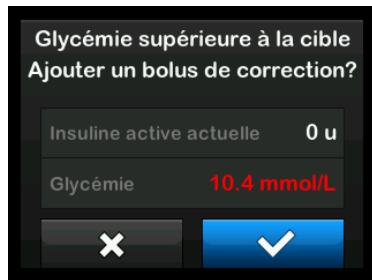 Glycémie supérieure à la cible
Ajouter un bolus de correction?
Insuline active actuelle 0 u
Glycémie 10.4 mmol/L